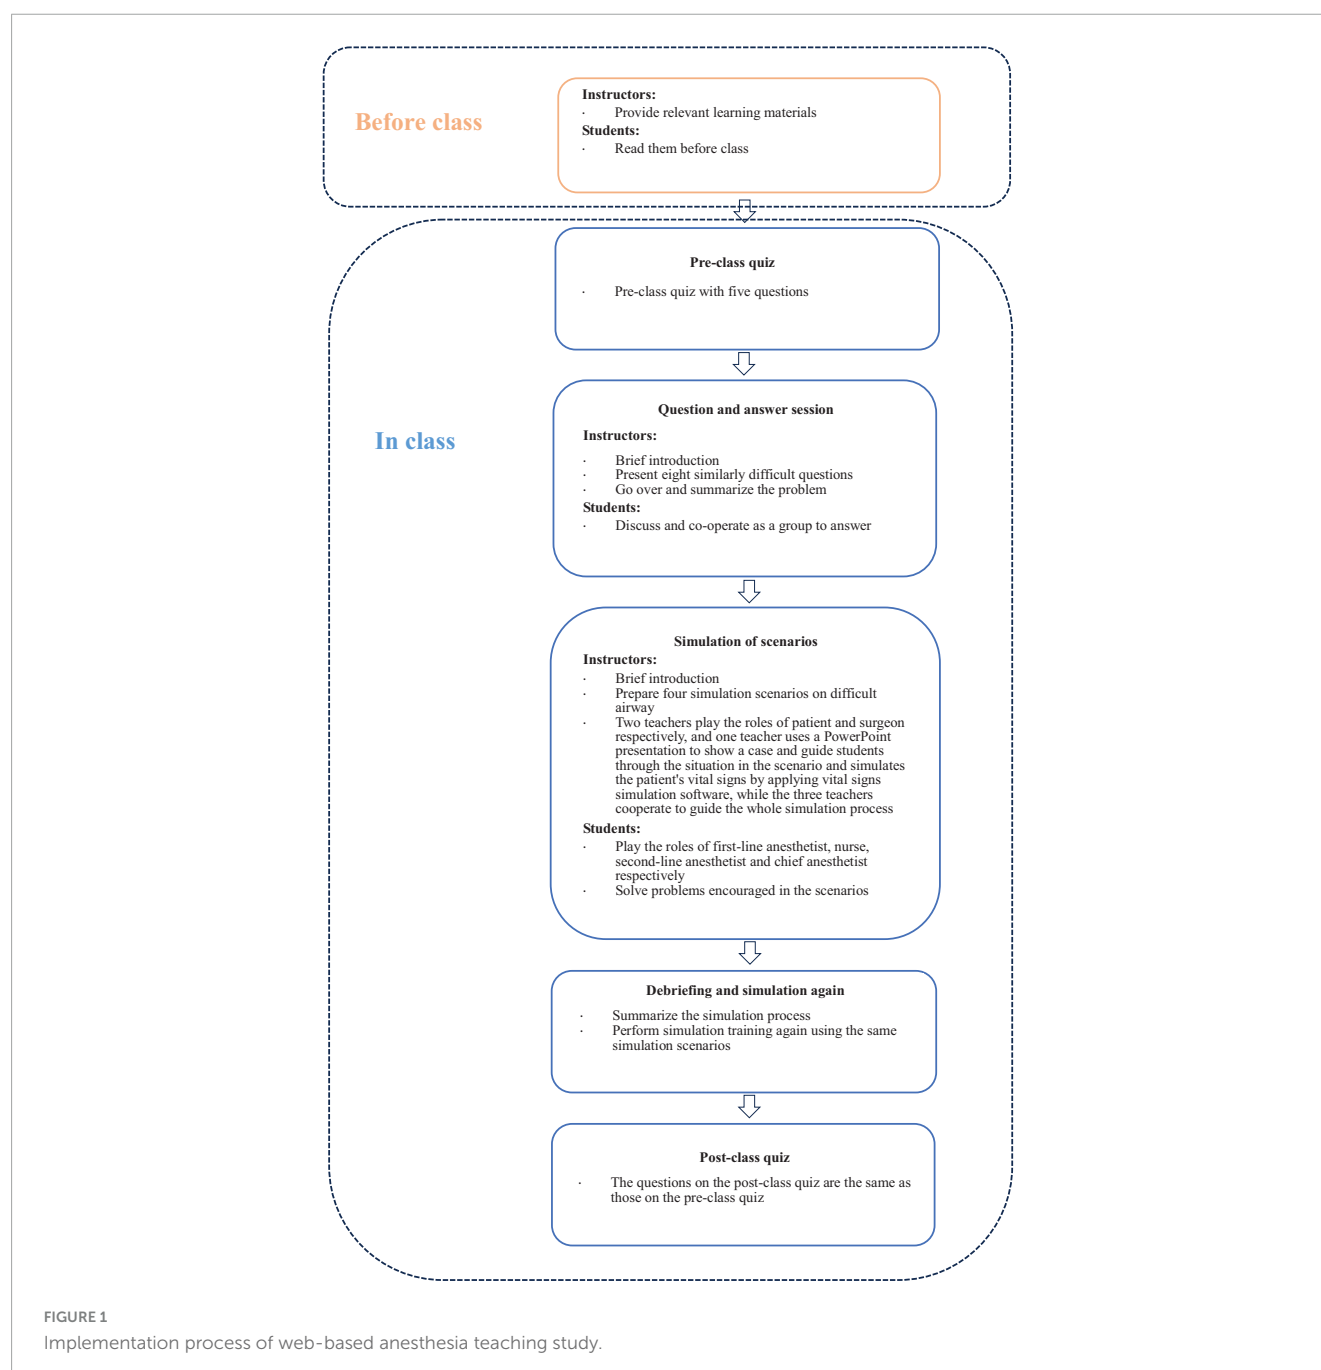 Before class
Instructors:
· Provide relevant learning materials
Students:
· Read them before class
In class
Pre-class quiz
· Pre-class quiz with five questions
Question and answer session
Instructors:
· Brief introduction
· Present eight similarly difficult questions
· Go over and summarize the problem
Students:
· Discuss and co-operate as a group to answer
Simulation of scenarios
Instructors:
· Brief introduction
· Prepare four simulation scenarios on difficult
airway
· Two teachers play the roles of patient and surgeon
respectively, and one teacher uses a PowerPoint
presentation to show a case and guide students
through the situation in the scenario and simulates
the patient's vital signs by applying vital signs
simulation software, while the three teachers
cooperate to guide the whole simulation process
Students:
· Play the roles of first-line anesthetist, nurse,
second-line anesthetist and chief anesthetist
respectively
· Solve problems encouraged in the scenarios
Debriefing and simulation again
· Summarize the simulation process
· Perform simulation training again using the same
simulation scenarios
Post-class quiz
· The questions on the post-class quiz are the same as
those on the pre-class quiz
FIGURE 1
Implementation process of web-based anesthesia teaching study.